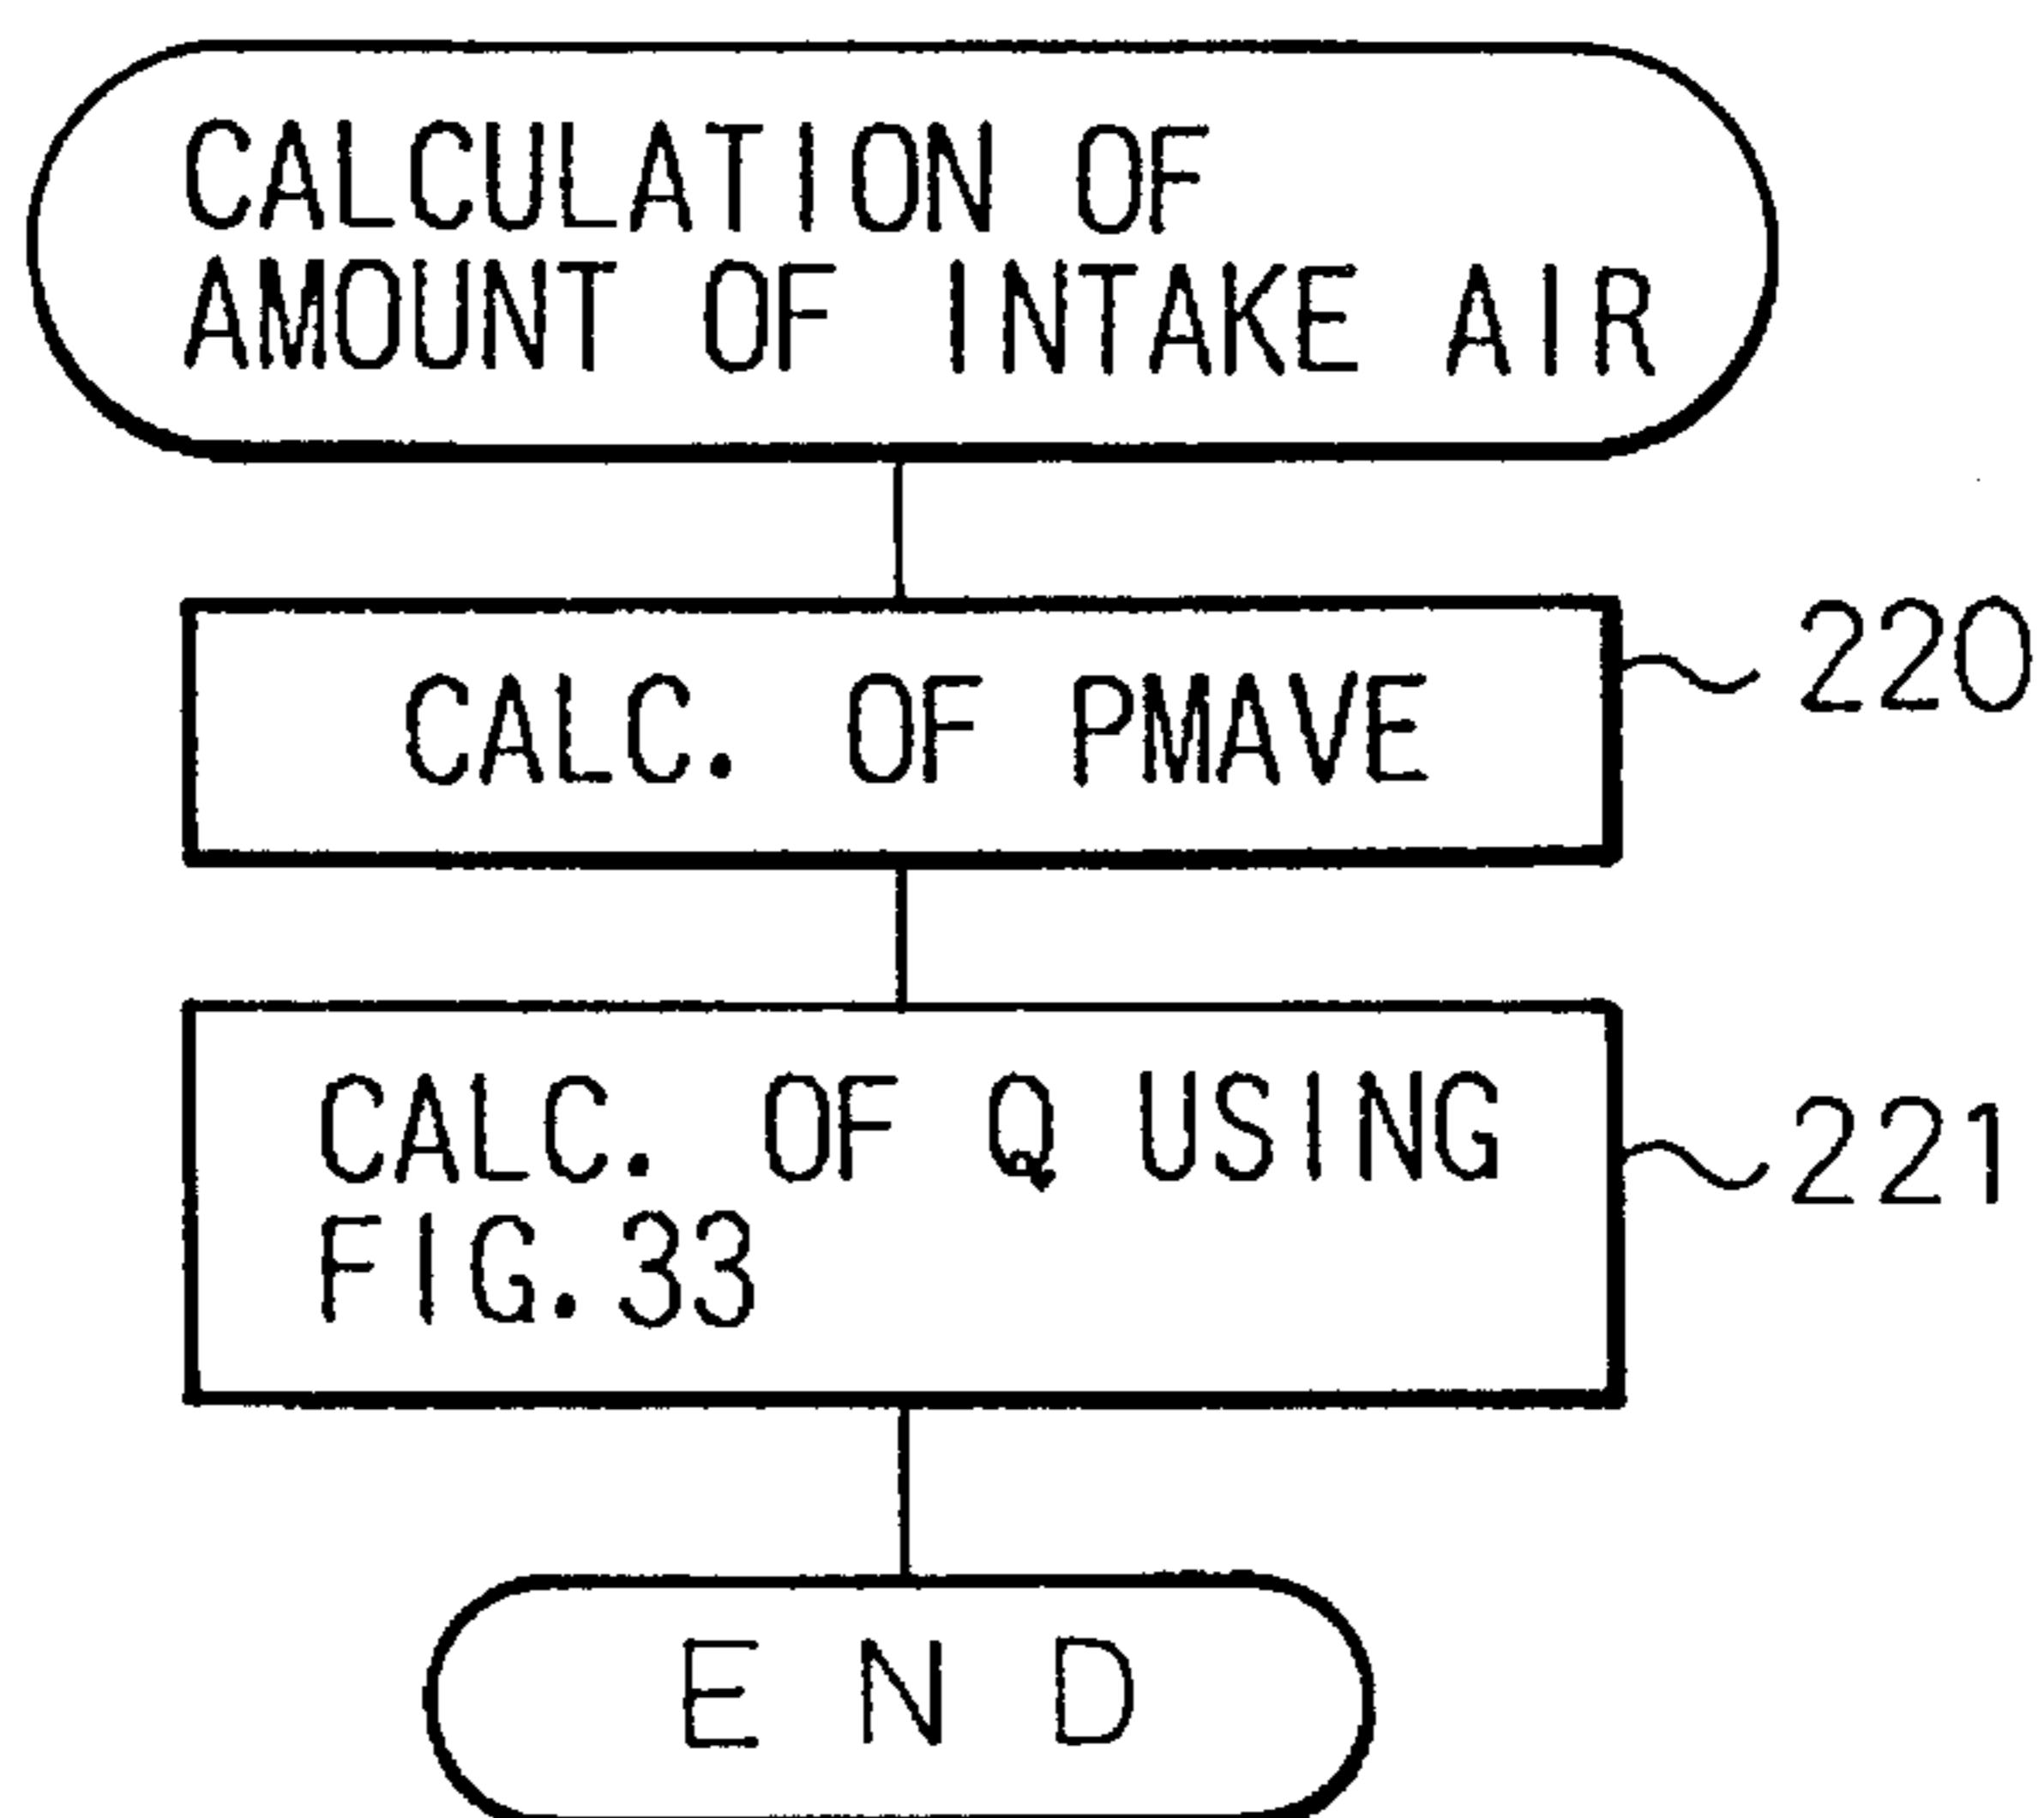 CALCULATION OF
AMOUNT OF INTAKE AIR
CALC. OF PMAVE
220
CALC. OF Q USING
FIG.33
221
END